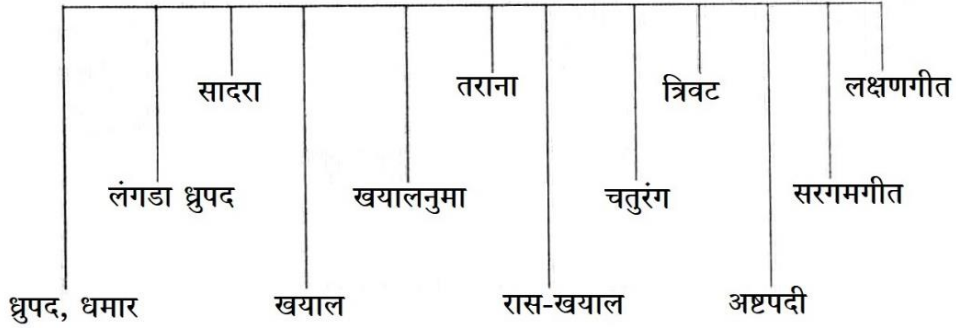 सादरा तराना त्रिवट लक्षणगीत
लंगडा ध्रुपद खयालनुमा चतुरंग सरगमगीत
ध्रुपद, धमार खयाल रास-खयाल अष्टपदी